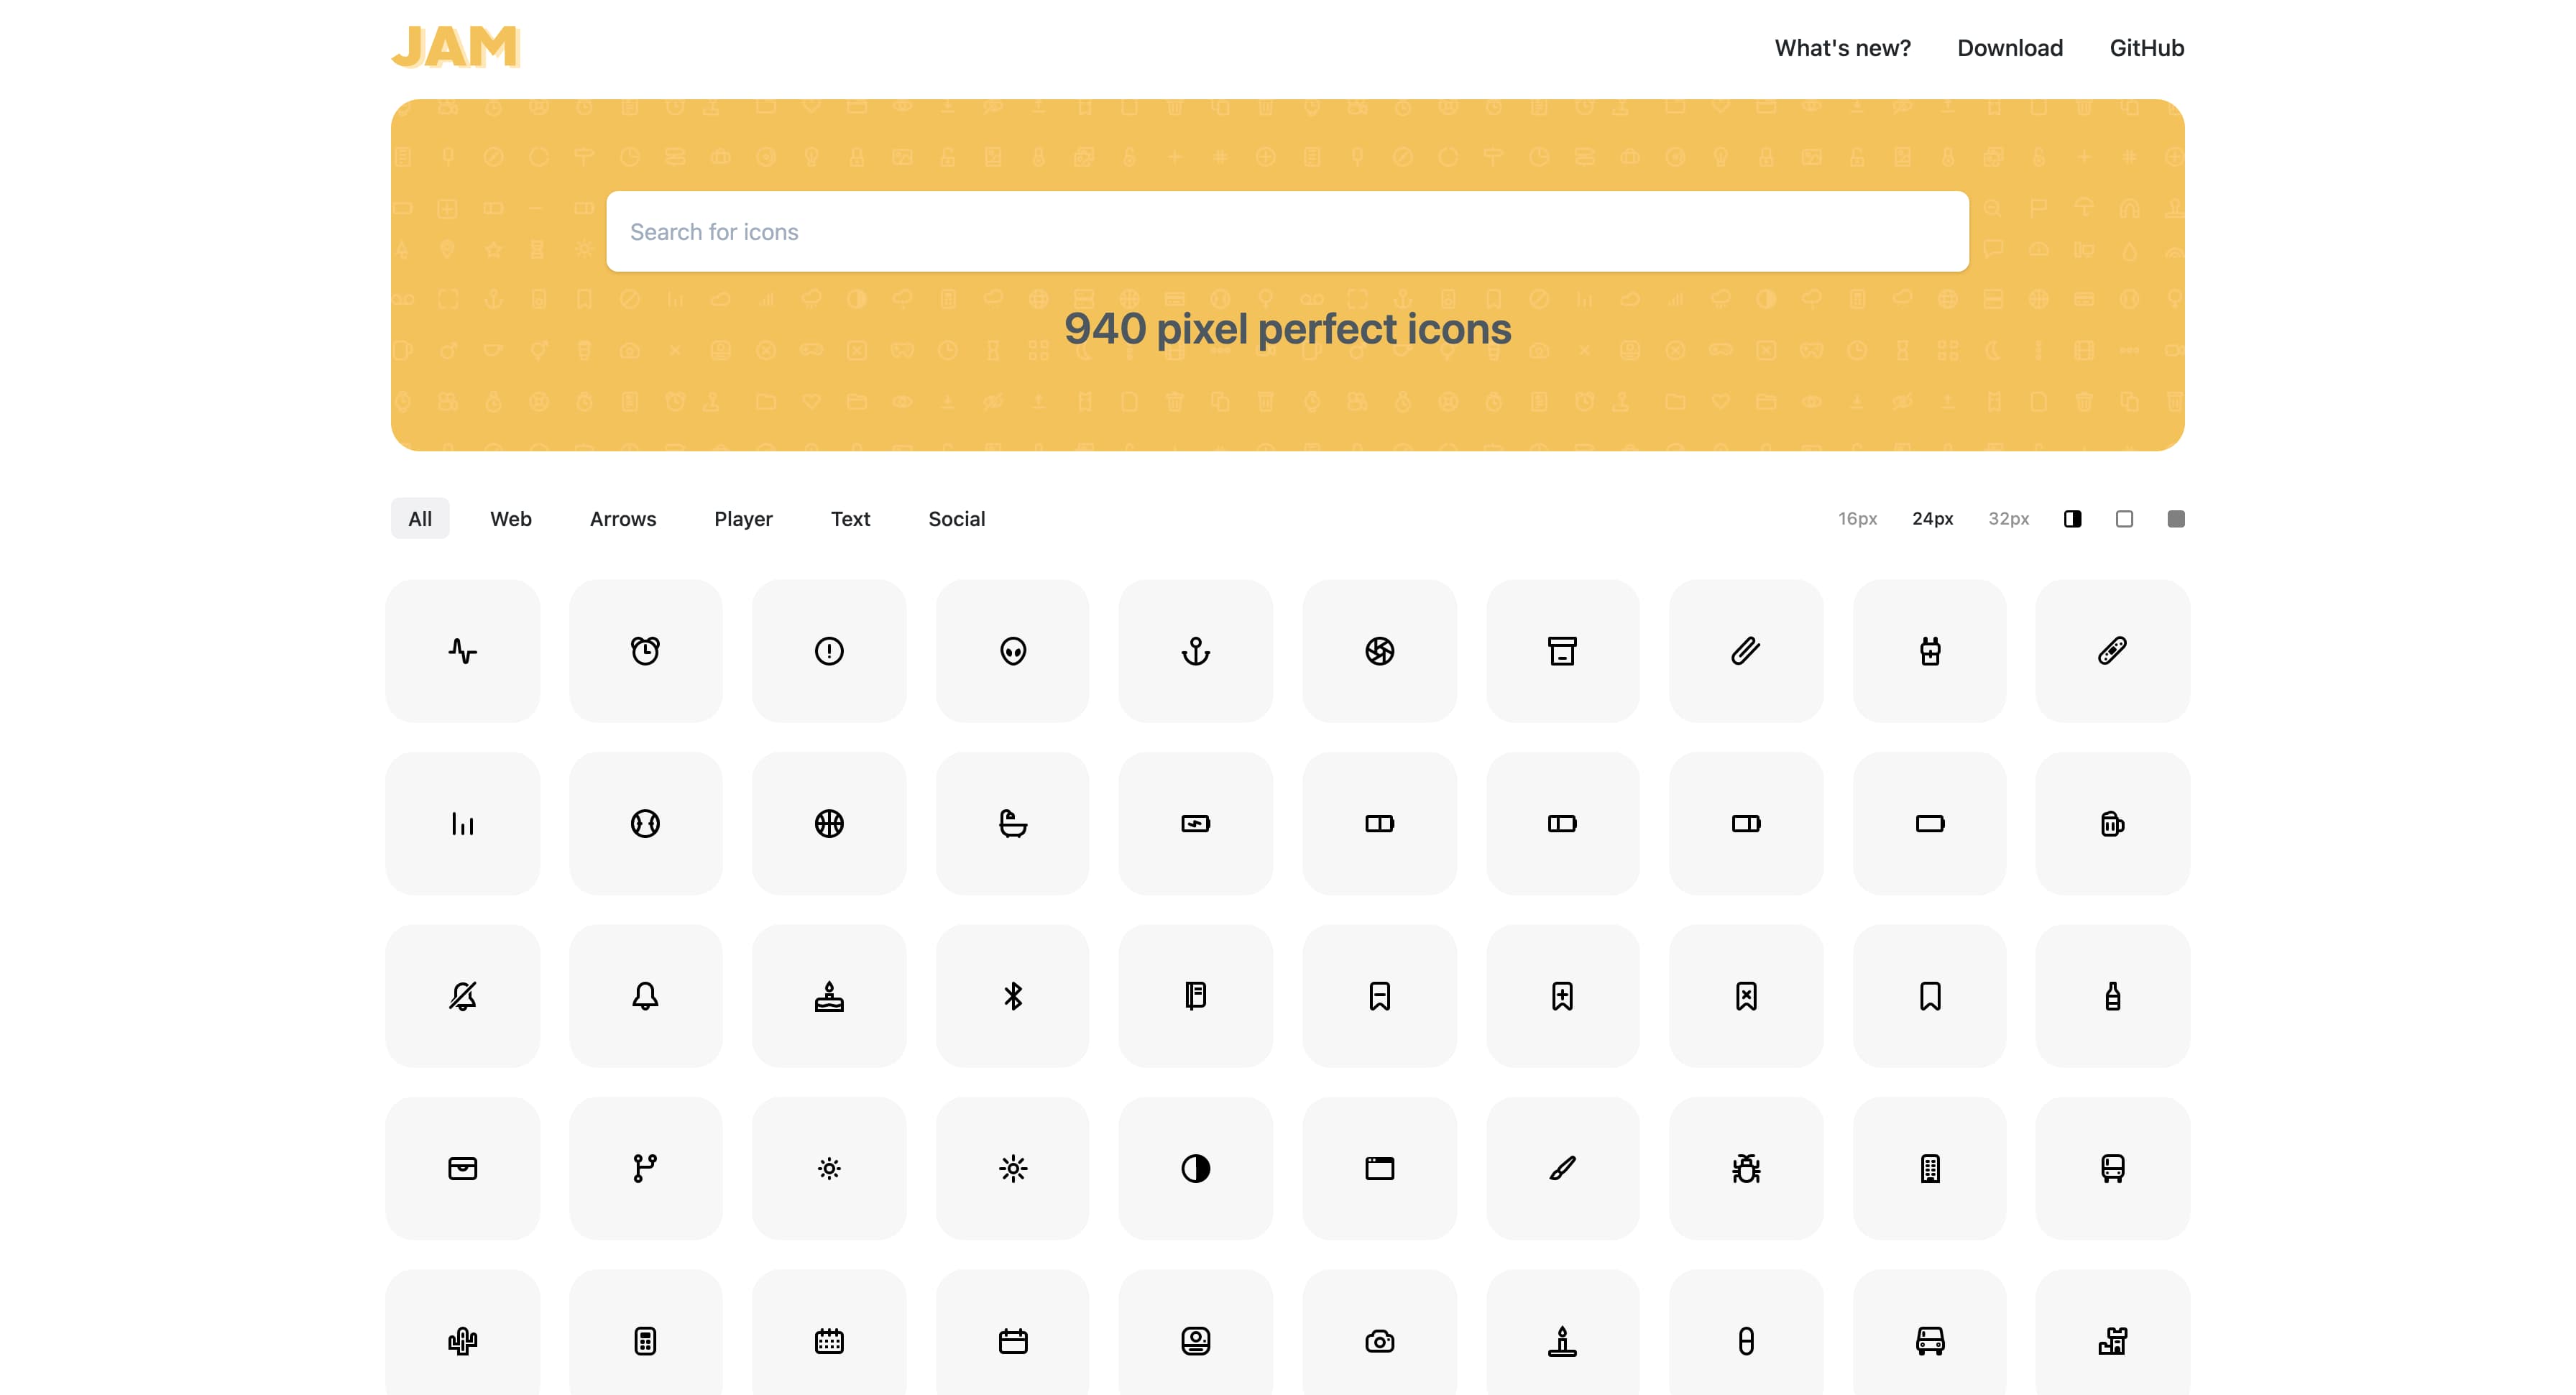 JAM
What's new? Download GitHub
Search for icons
940 pixel perfect icons
All Web Arrows Player Text Social 16px 24px 32px